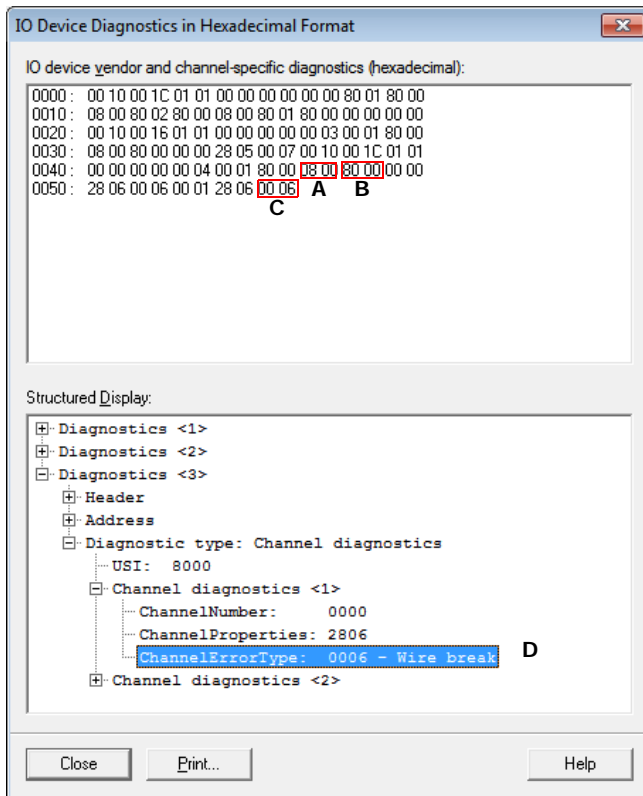 IO Device Diagnostics in Hexadecimal Format
IO device vendor and channel-specific diagnostics (hexadecimal):
0000 : 00 10 00 1C 01 01 00 00 00 00 00 00 80 01 80 00
0010 : 08 00 80 02 80 00 08 00 80 01 80 00 00 00 00 00
0020 : 00 10 00 16 01 01 00 00 00 00 00 03 00 01 80 00
0030 : 08 00 80 00 00 00 28 05 00 07 00 10 00 1C 01 01
0040 : 00 00 00 00 00 04 00 01 80 00 08 00 80 00 00 00
0050 : 28 06 00 06 00 01 28 06 00 06
A B
C
Structured Display:
Diagnostics <1>
Diagnostics <2>
Diagnostics <3>
Header
Address
Diagnostic type: Channel diagnostics
USI: 8000
Channel diagnostics <1>
ChannelNumber: 0000
ChannelProperties: 2806
ChannelErrorType: 0006 - Wire break D
Channel diagnostics <2>
Close Print... Help